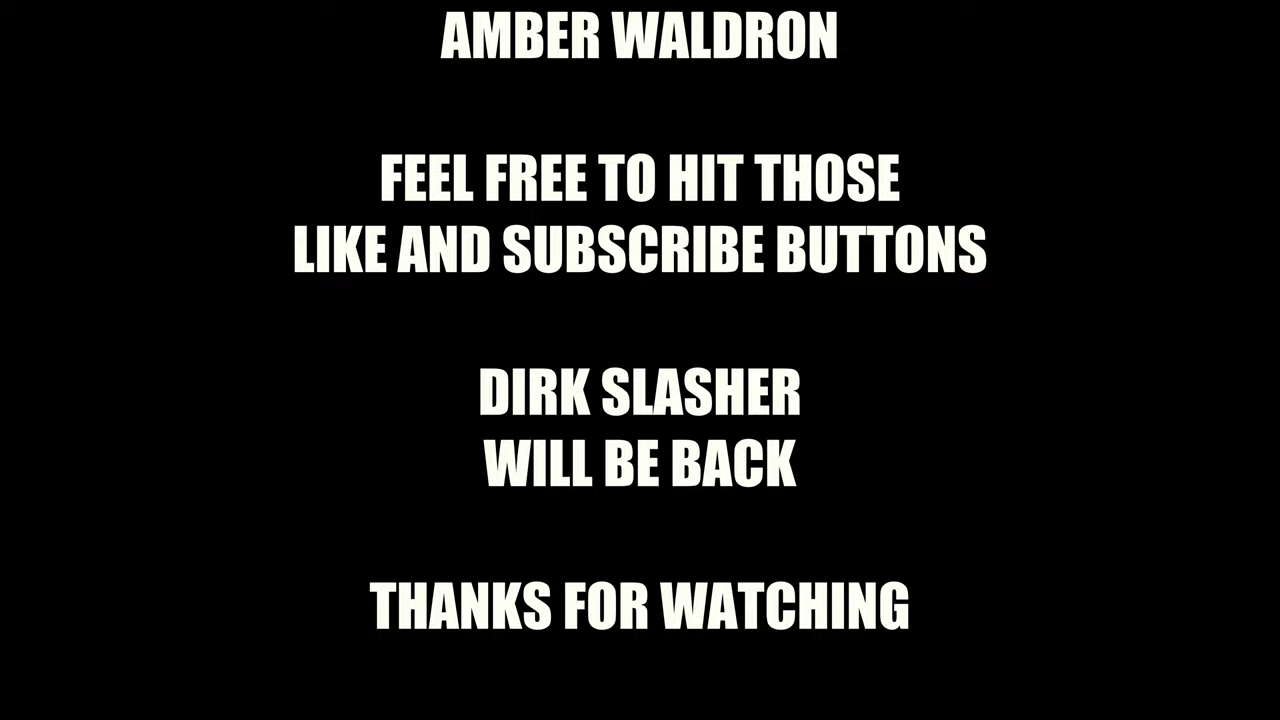 AMBER WALDRON
FEEL FREE TO HIT THOSE
LIKE AND SUBSCRIBE BUTTONS
DIRK SLASHER
WILL BE BACK
THANKS FOR WATCHING